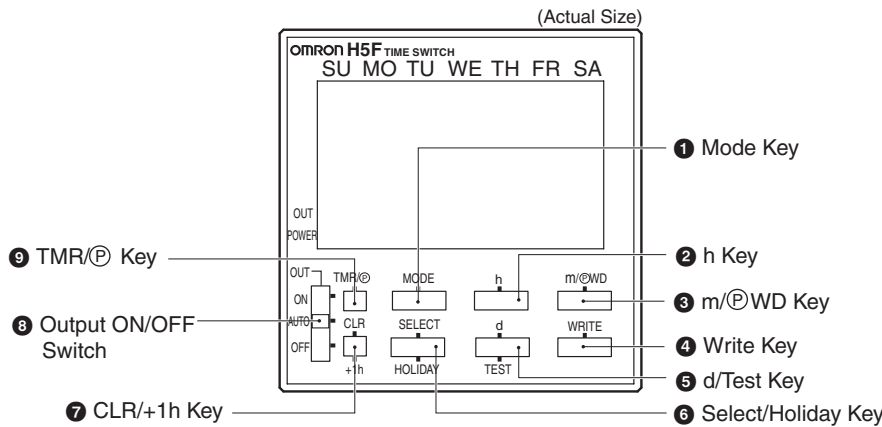 (Actual Size)
OMRON H5F TIME SWITCH
SU MO TU WE TH FR SA
❶ Mode Key
OUT
POWER
❾ TMR/Ⓟ Key
❷ h Key
OUT
TMR/Ⓟ
MODE
h
m/ⓅWD
❸ m/ⓅWD Key
ON
❽ Output ON/OFF
Switch
AUTO
CLR
SELECT
d
WRITE
❹ Write Key
OFF
+1h
HOLIDAY
TEST
❺ d/Test Key
❼ CLR/+1h Key
❻ Select/Holiday Key